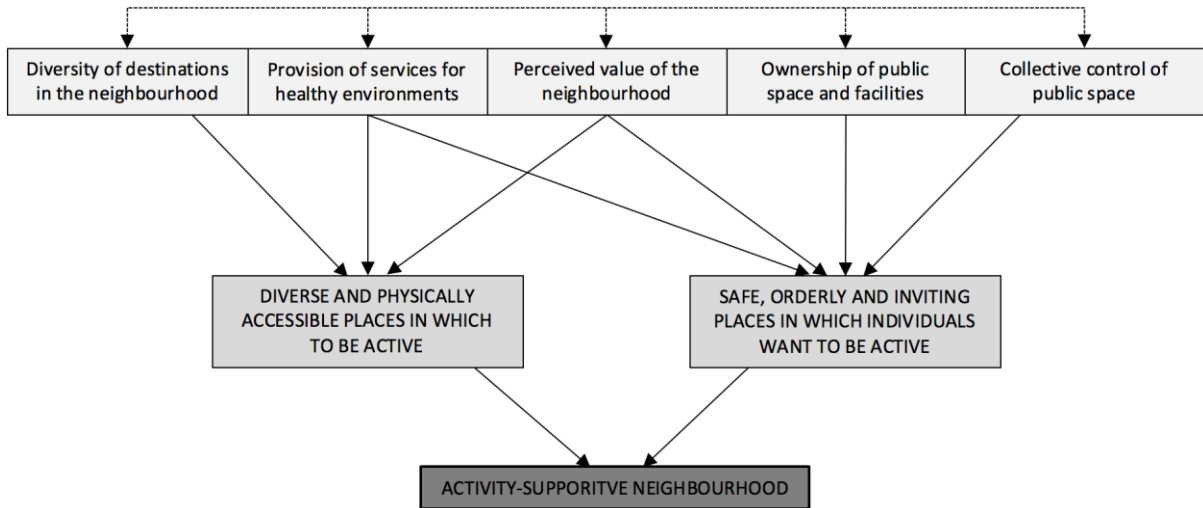 Diversity of destinations
in the neighbourhood
Provision of services for
healthy environments
Perceived value of the
neighbourhood
Ownership of public
space and facilities
Collective control of
public space
DIVERSE AND PHYSICALLY
ACCESSIBLE PLACES IN WHICH
TO BE ACTIVE
SAFE, ORDERLY AND INVITING
PLACES IN WHICH INDIVIDUALS
WANT TO BE ACTIVE
ACTIVITY-SUPPORITVE NEIGHBOURHOOD